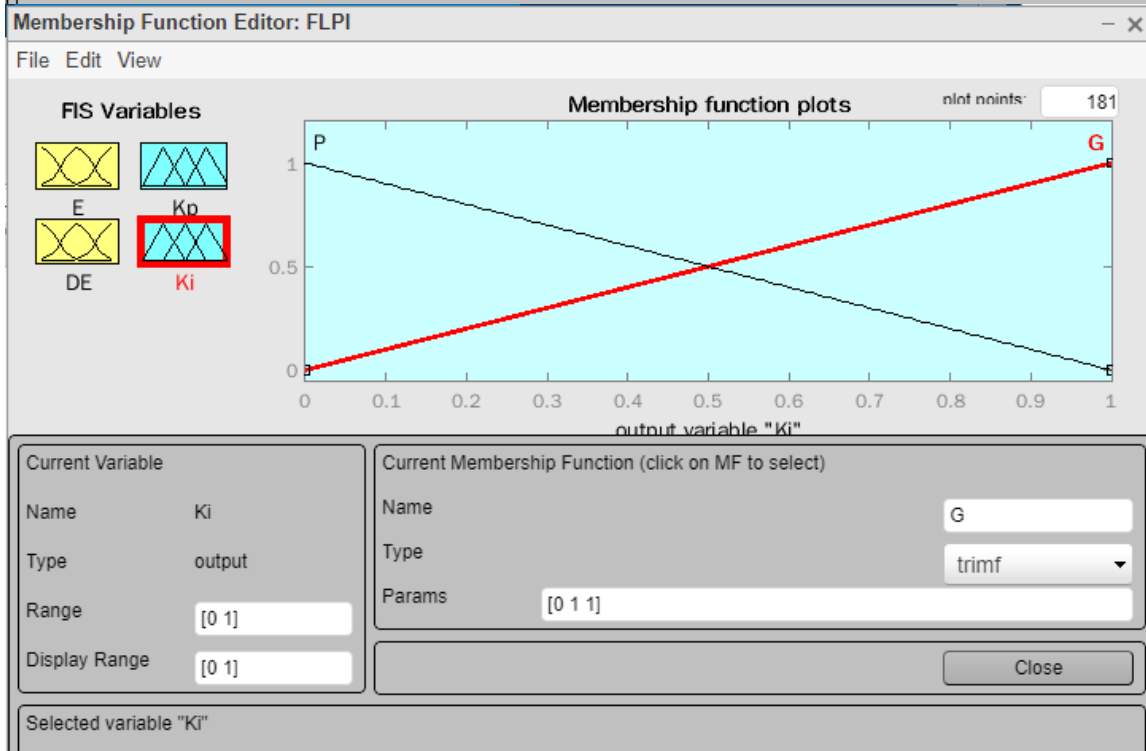 Membership Function Editor: FLPI
File Edit View
FIS Variables
E
Kp
DE
Ki
Membership function plots
plot points:
181
P
G
1
0.5
0
0 0.1 0.2 0.3 0.4 0.5 0.6 0.7 0.8 0.9 1
output variable "Ki"
Current Variable
Name Ki
Type output
Range [0 1]
Display Range [0 1]
Current Membership Function (click on MF to select)
Name G
Type trimf
Params [0 1 1]
Close
Selected variable "Ki"